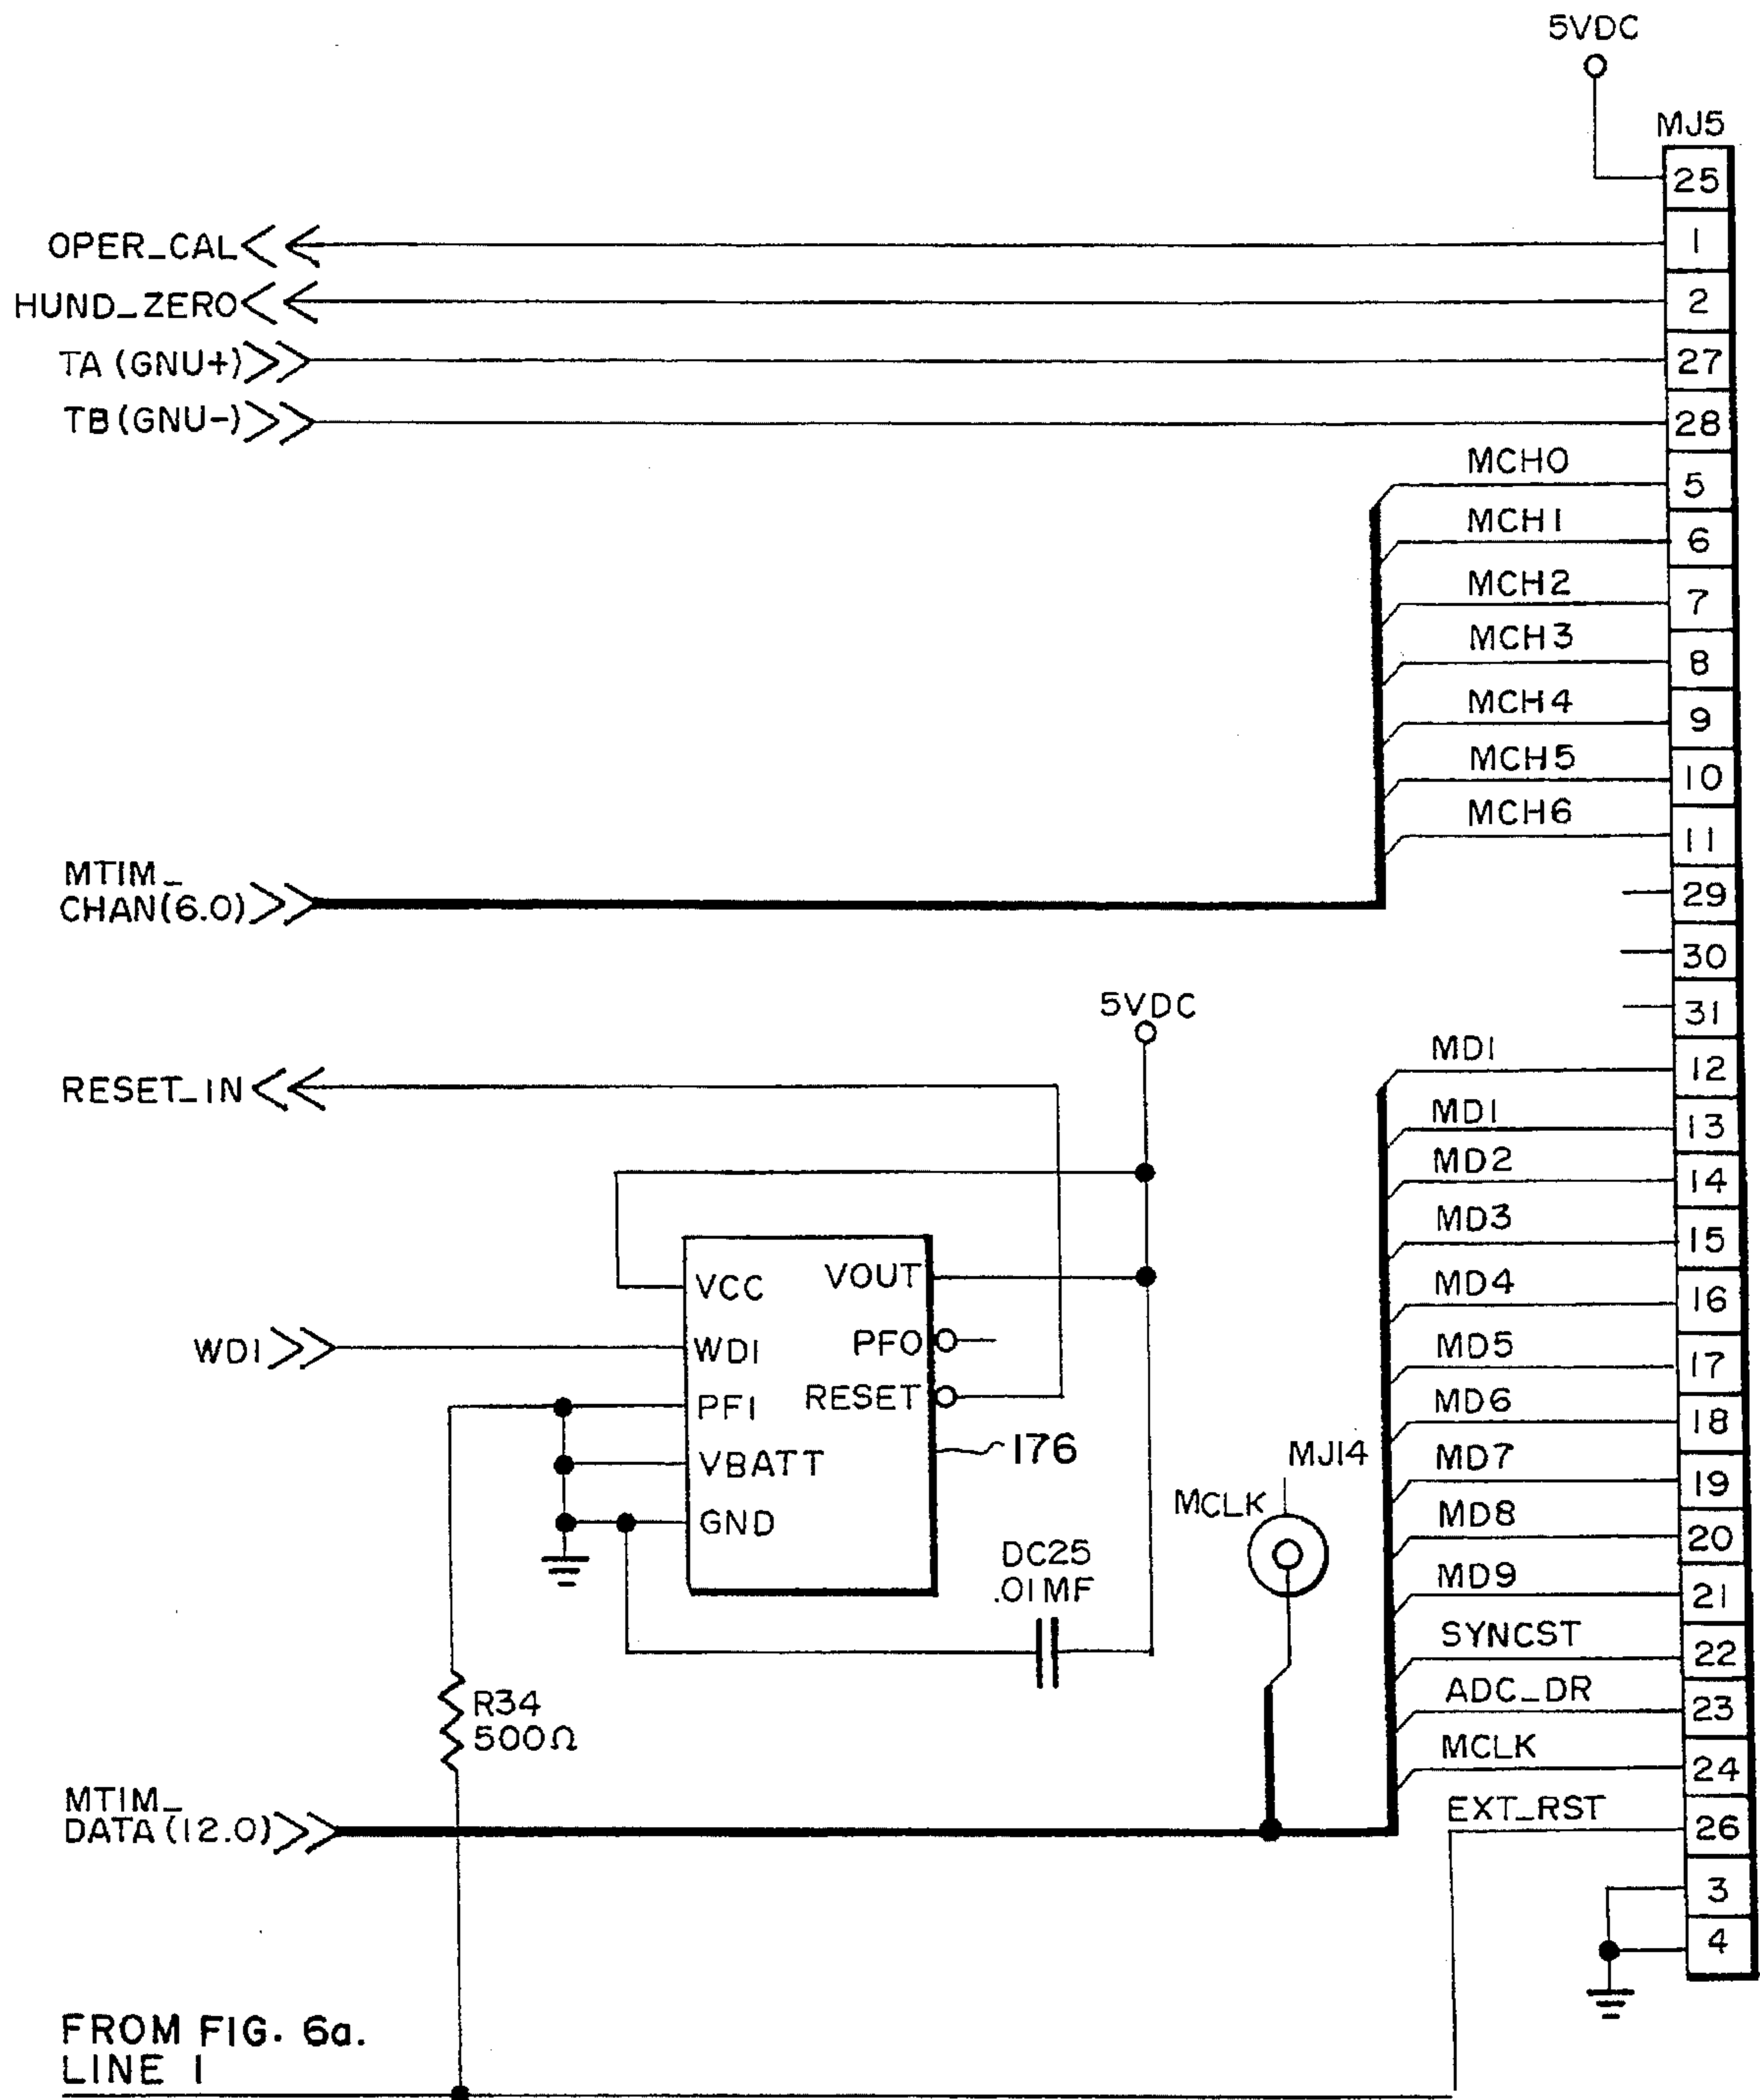 5VDC
MJ5
25
OPER_CAL
1
HUND_ZERO
2
TA (GNU+)
27
TB (GNU-)
28
MCH0
5
MCH1
6
MCH2
7
MCH3
8
MCH4
9
MCH5
10
MCH6
11
MTIM_
CHAN(6.0)
29
30
31
5VDC
RESET_IN
MD1
12
MD1
13
MD2
14
MD3
15
MD4
16
MD5
17
MD6
18
MD7
19
MD8
20
MD9
21
SYNCST
22
ADC_DR
23
MCLK
24
EXT_RST
26
3
4
VCC
VOUT
WDI
WDI
PFO
PFI
RESET
VBATT
176
GND
MJ14
MCLK
DC25
.01MF
R34
500Ω
MTIM_
DATA (12.0)
FROM FIG. 6a.
LINE 1